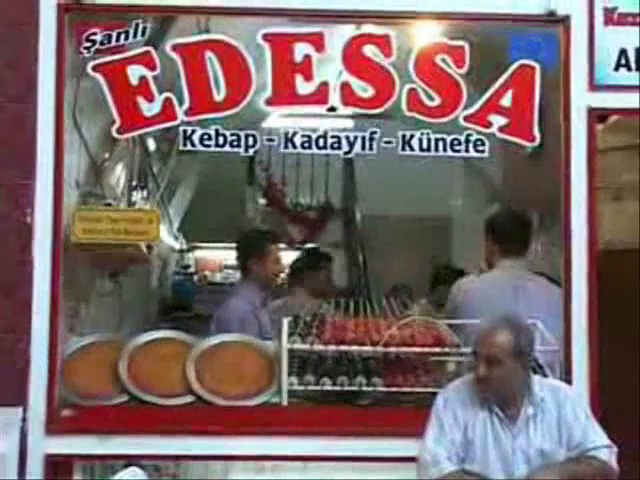 Şanlı
EDESSA
Kebap - Kadayıf - Künefe